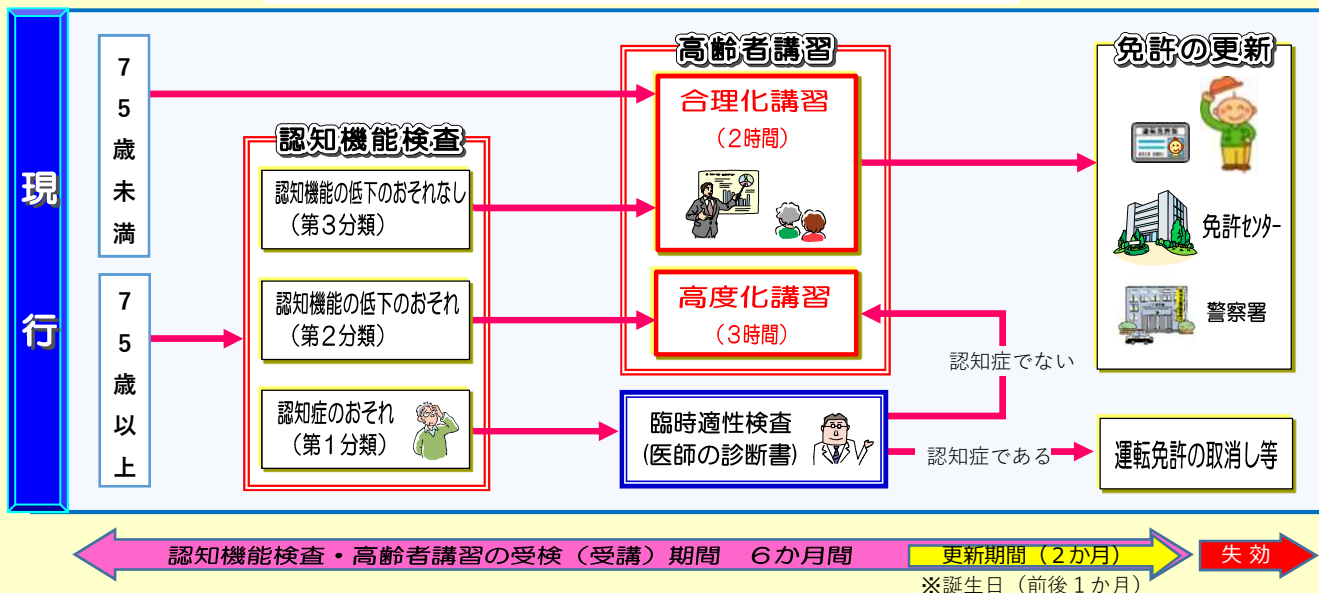 現行
75歳未満
75歳以上
認知機能検査
認知機能の低下のおそれなし
（第3分類）
認知機能の低下のおそれ
（第2分類）
認知症のおそれ
（第1分類）
高齢者講習
合理化講習
（2時間）
高度化講習
（3時間）
臨時適性検査
(医師の診断書)
認知症でない
認知症である
免許の更新
運転免許証
免許センター
警察署
運転免許の取消し等
認知機能検査・高齢者講習の受検（受講）期間　6か月間
更新期間（2か月）
失効
※誕生日（前後1か月）